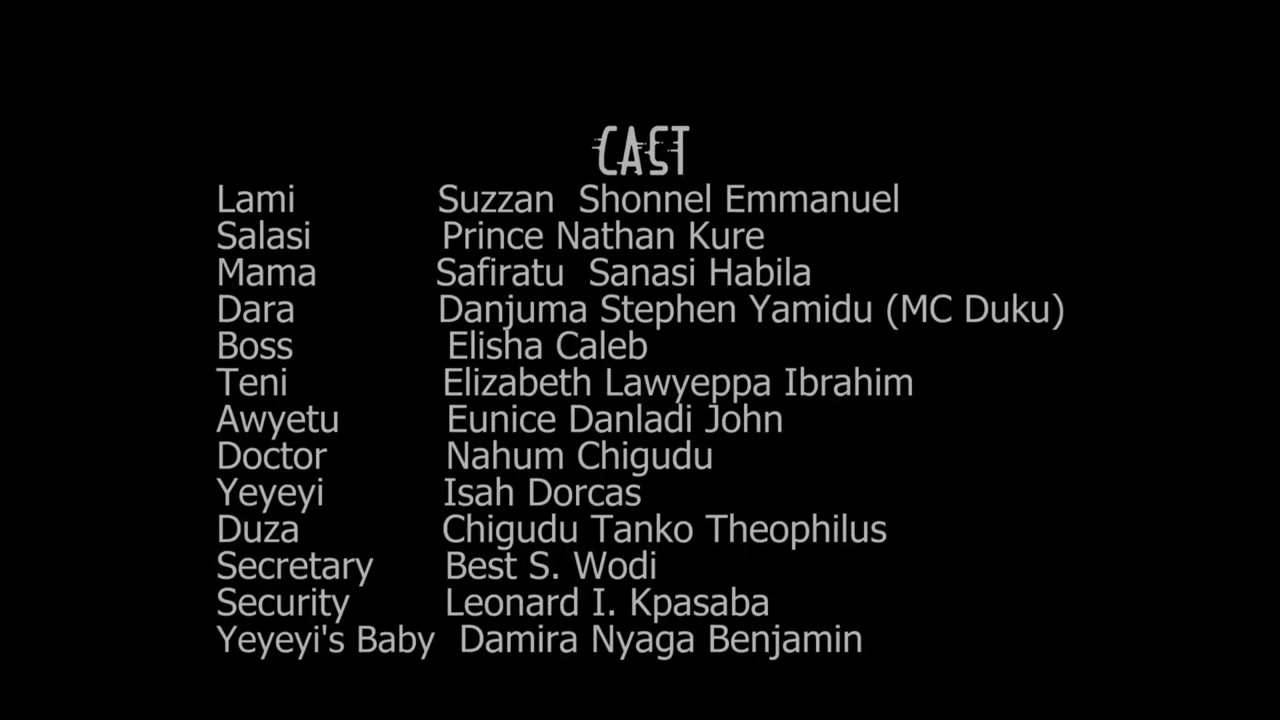 CAST
Lami Suzzan Shonnel Emmanuel
Salasi Prince Nathan Kure
Mama Safiratu Sanasi Habila
Dara Danjuma Stephen Yamidu (MC Duku)
Boss Elisha Caleb
Teni Elizabeth Lawyeppa Ibrahim
Awyetu Eunice Danladi John
Doctor Nahum Chigudu
Yeyeyi Isah Dorcas
Duza Chigudu Tanko Theophilus
Secretary Best S. Wodi
Security Leonard I. Kpasaba
Yeyeyi's Baby Damira Nyaga Benjamin